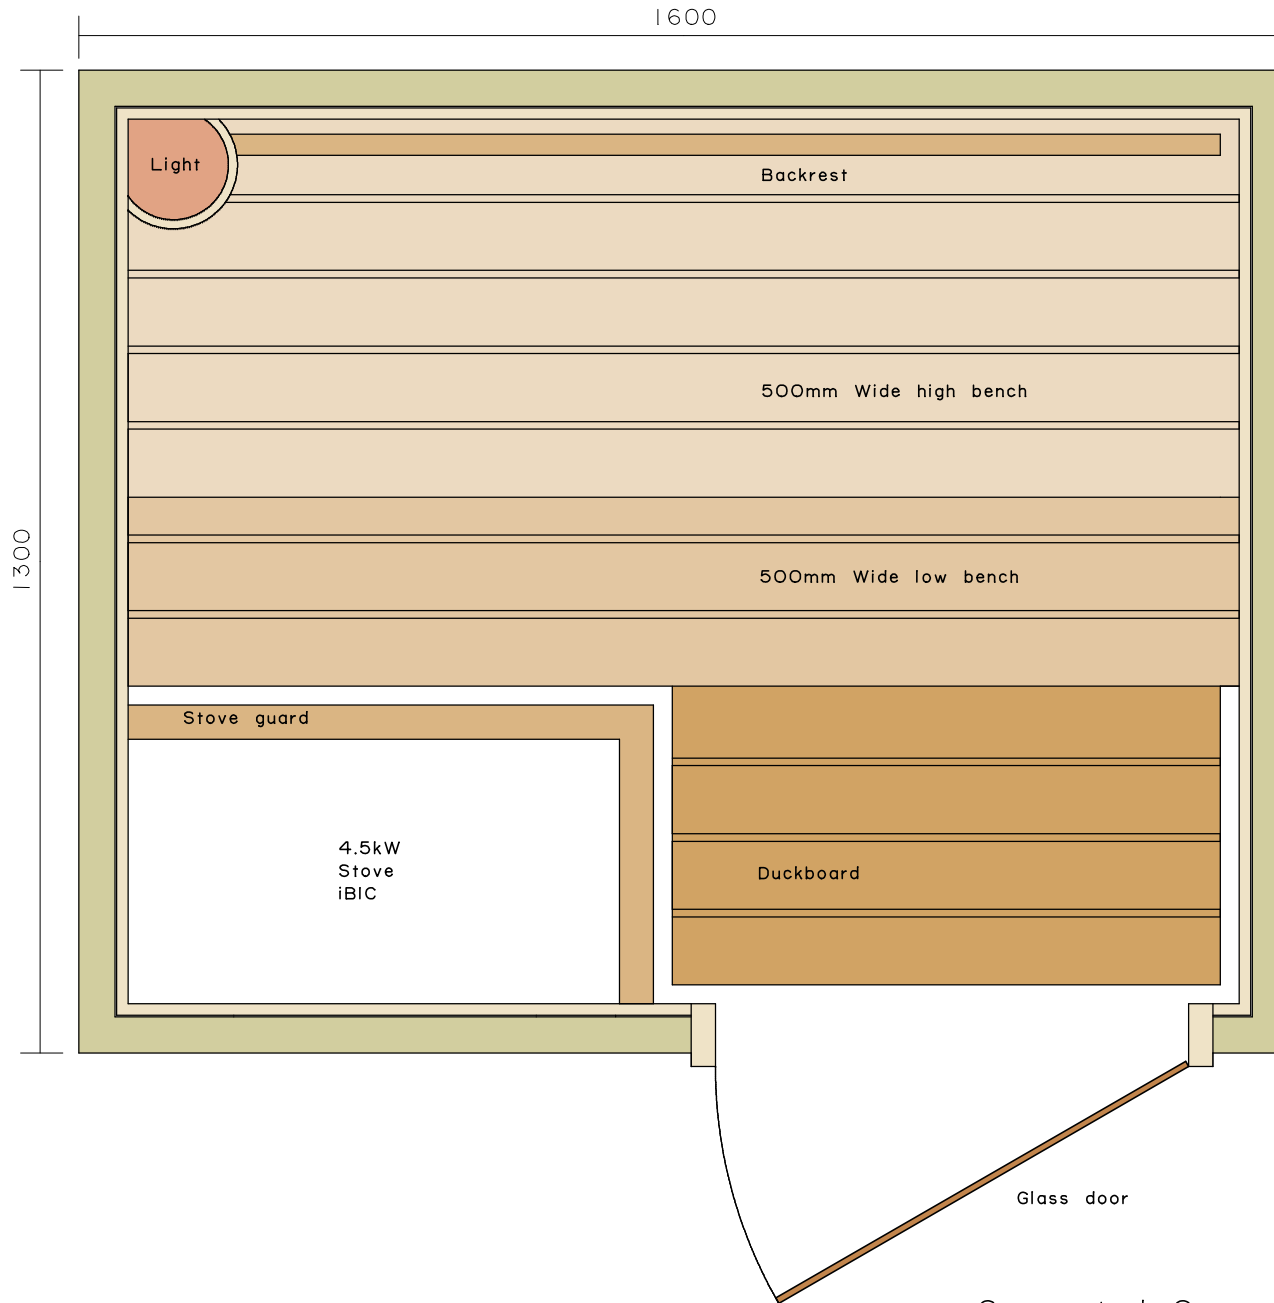 1600
Light
Backrest
500mm Wide high bench
1300
500mm Wide low bench
Stove guard
4.5kW
Stove
iBIC
Duckboard
Glass door